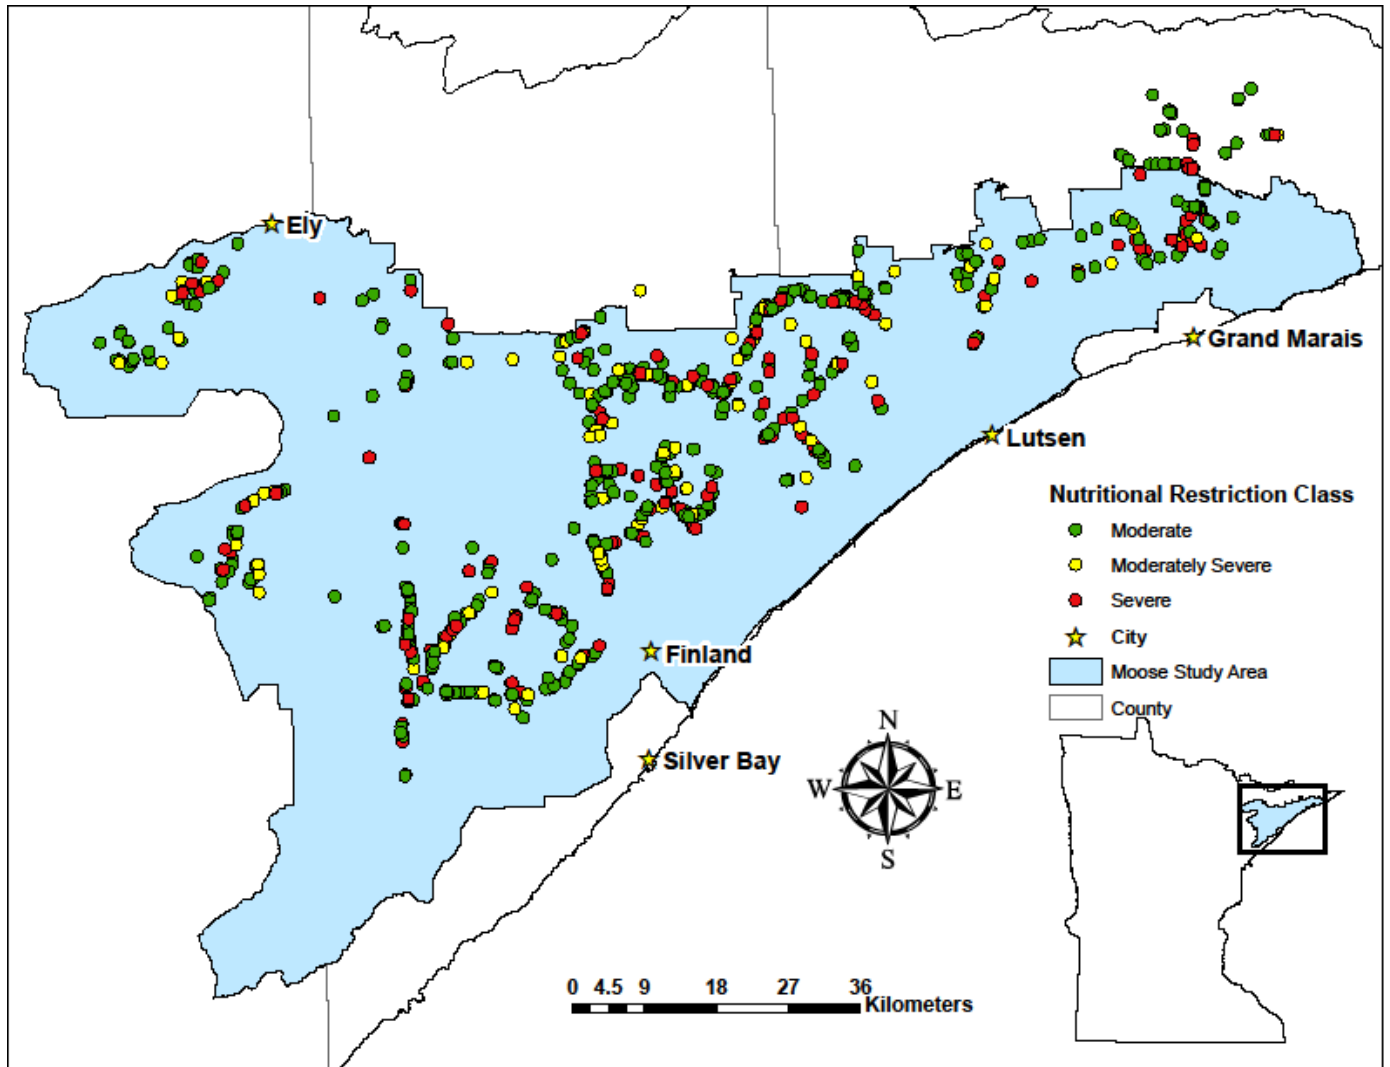 Ely
Grand Marais
Lutsen
Nutritional Restriction Class
Moderate
Moderately Severe
Severe
City
Moose Study Area
County
Finland
Silver Bay
N
W E
S
0 4.5 9 18 27 36
Kilometers